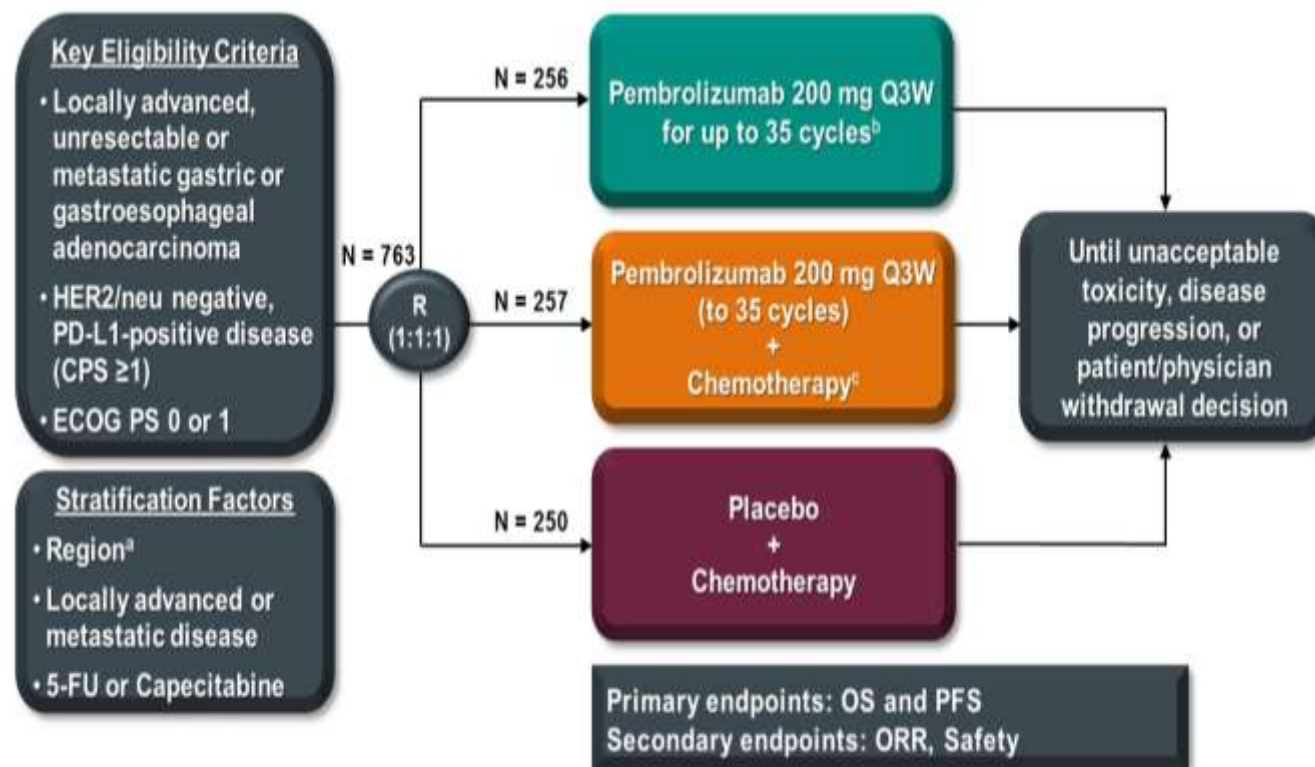 Key Eligibility Criteria
• Locally advanced,
unresectable or
metastatic gastric or
gastroesophageal
adenocarcinoma
• HER2/neu negative,
PD-L1-positive disease
(CPS ≥1)
• ECOG PS 0 or 1
Stratification Factors
• Regionᵃ
• Locally advanced or
metastatic disease
• 5-FU or Capecitabine
N = 763
R
(1:1:1)
N = 256
Pembrolizumab 200 mg Q3W
for up to 35 cyclesᵇ
N = 257
Pembrolizumab 200 mg Q3W
(to 35 cycles)
+
Chemotherapyᶜ
N = 250
Placebo
+
Chemotherapy
Until unacceptable
toxicity, disease
progression, or
patient/physician
withdrawal decision
Primary endpoints: OS and PFS
Secondary endpoints: ORR, Safety